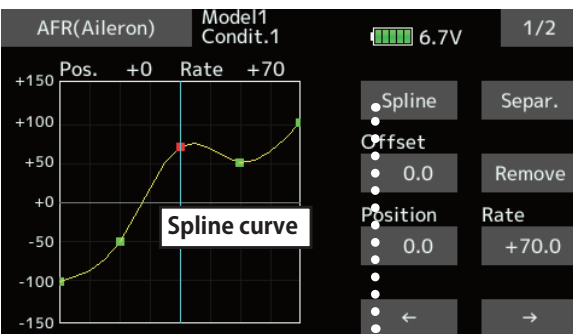 AFR(Aileron) Model1 Condit.1 6.7V 1/2
Pos. +0 Rate +70
+150
+100
+50
+0
-50
-100
-150
Spline curve
Spline Separ.
Offset
0.0 Remove
Position Rate
0.0 +70.0
← →